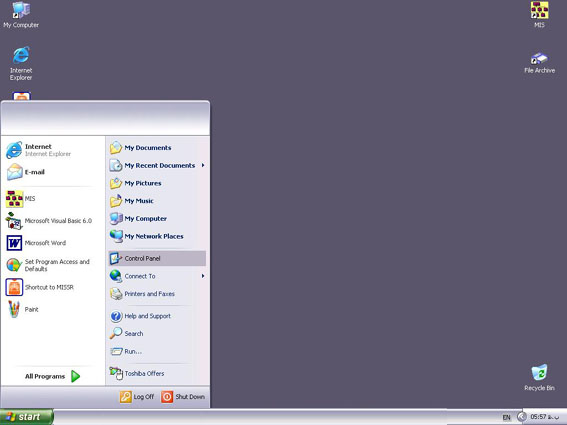 My Computer
MIS
Internet
Explorer
File Archive
Internet
Internet Explorer
E-mail
MIS
Microsoft Visual Basic 6.0
Microsoft Word
Set Program Access and
Defaults
Shortcut to MISSR
Paint
All Programs
My Documents
My Recent Documents
My Pictures
My Music
My Computer
My Network Places
Control Panel
Connect To
Printers and Faxes
Help and Support
Search
Run...
Toshiba Offers
Log Off
Shut Down
Recycle Bin
start
EN
05:57 ب.ظ